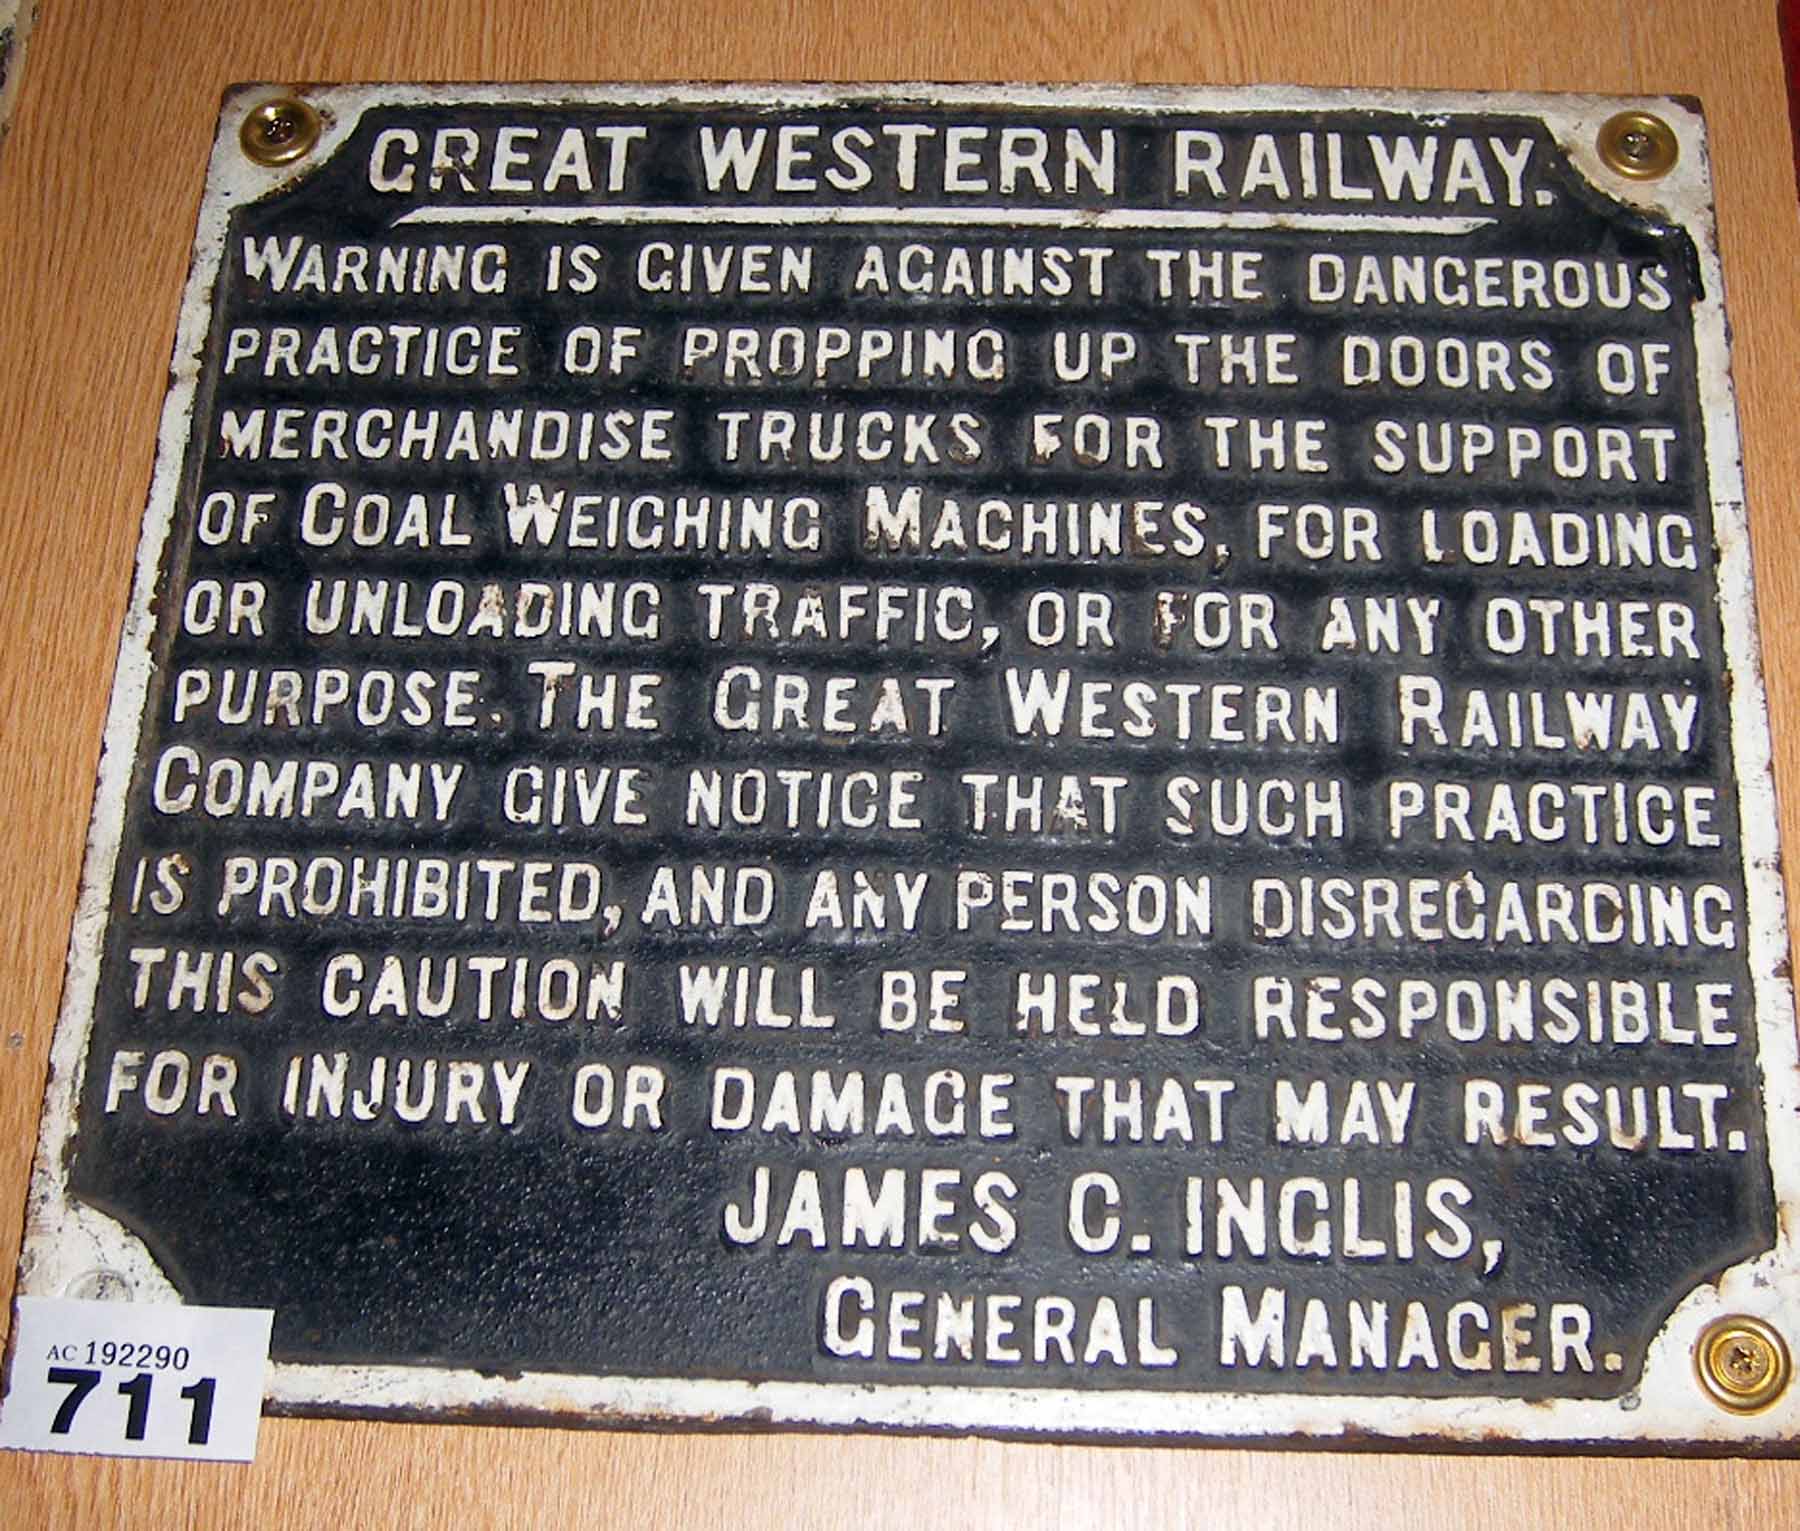 GREAT WESTERN RAILWAY.
WARNING IS GIVEN AGAINST THE DANGEROUS
PRACTICE OF PROPPING UP THE DOORS OF
MERCHANDISE TRUCKS FOR THE SUPPORT
OF COAL WEIGHING MACHINES, FOR LOADING
OR UNLOADING TRAFFIC, OR FOR ANY OTHER
PURPOSE. THE GREAT WESTERN RAILWAY
COMPANY GIVE NOTICE THAT SUCH PRACTICE
IS PROHIBITED, AND ANY PERSON DISREGARDING
THIS CAUTION WILL BE HELD RESPONSIBLE
FOR INJURY OR DAMAGE THAT MAY RESULT.
JAMES C. INGLIS,
GENERAL MANAGER.
AC 192290
711